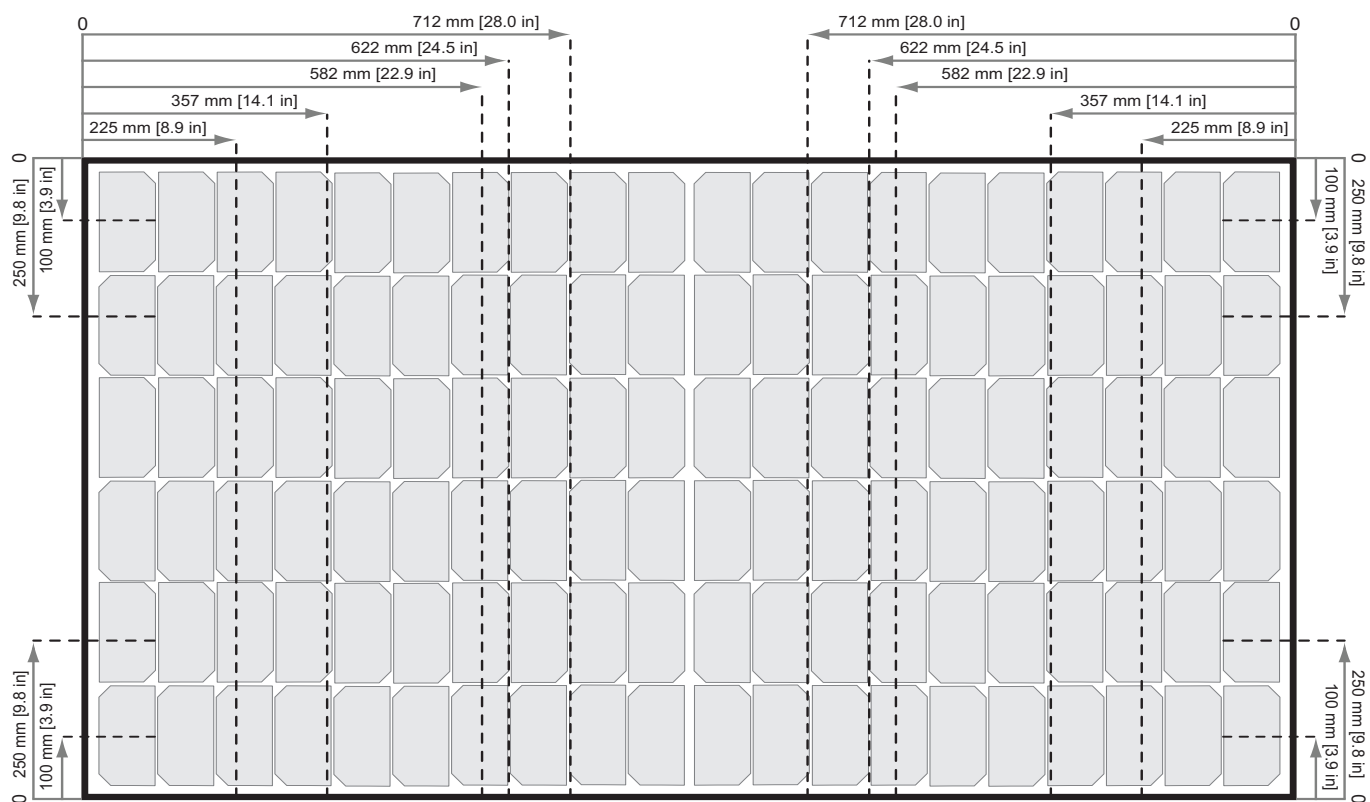 0
712 mm [28.0 in]
712 mm [28.0 in]
0
622 mm [24.5 in]
622 mm [24.5 in]
582 mm [22.9 in]
582 mm [22.9 in]
357 mm [14.1 in]
357 mm [14.1 in]
225 mm [8.9 in]
225 mm [8.9 in]
0
250 mm [9.8 in]
100 mm [3.9 in]
100 mm [3.9 in]
250 mm [9.8 in]
0
250 mm [9.8 in]
100 mm [3.9 in]
0
100 mm [3.9 in]
250 mm [9.8 in]
0